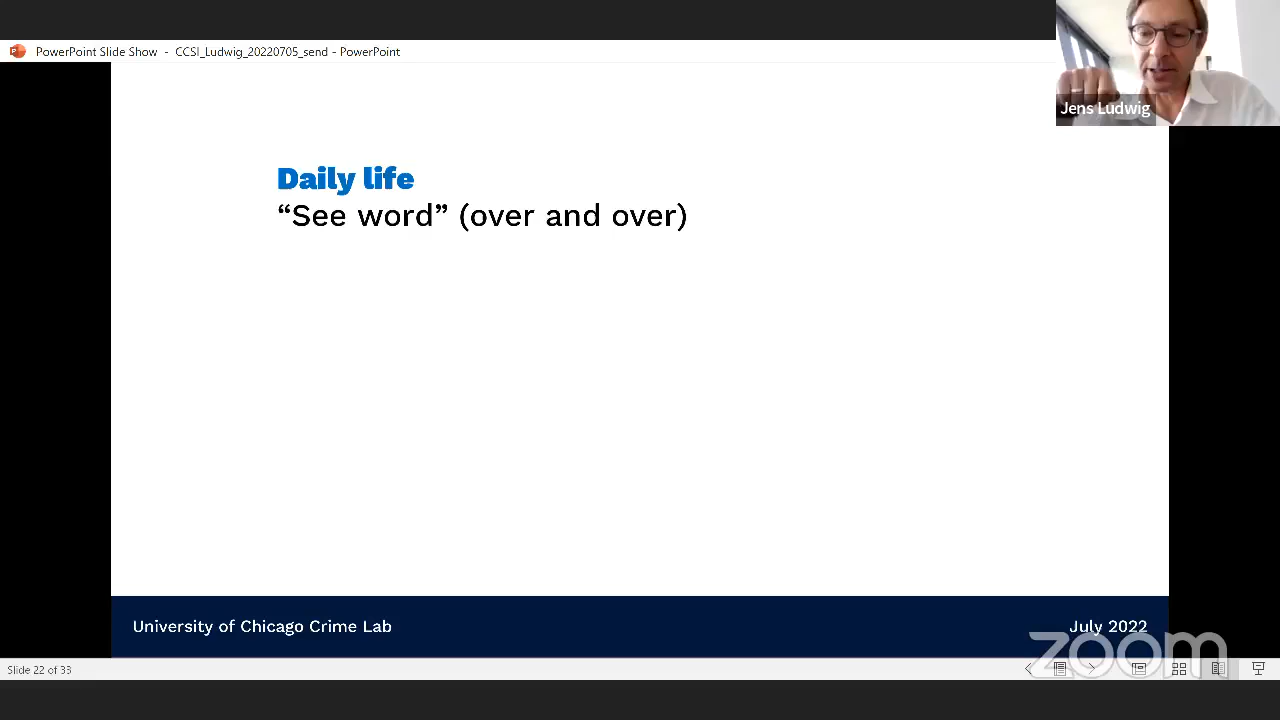 PowerPoint Slide Show - CCSI_Ludwig_20220705_send - PowerPoint
Jens Ludwig
Daily life
“See word” (over and over)
University of Chicago Crime Lab
July 2022
zoom
Slide 22 of 33